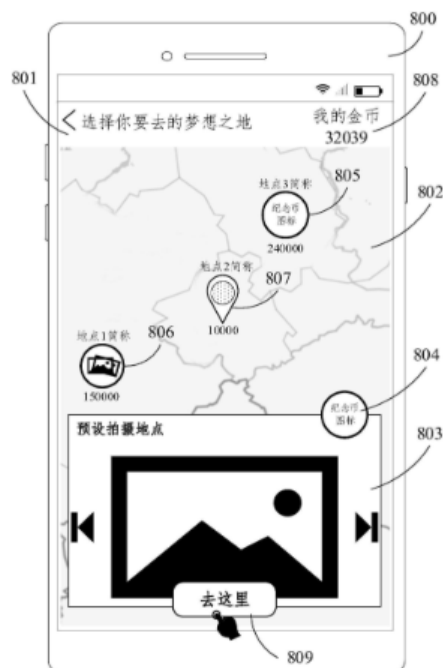 800
801
808
选择你要去的梦想之地
我的金币
32039
地点3简称
805
纪念币
图标
240000
802
地点2简称
807
10000
地点1简称
806
150000
804
纪念币
图标
预设拍摄地点
803
去这里
809